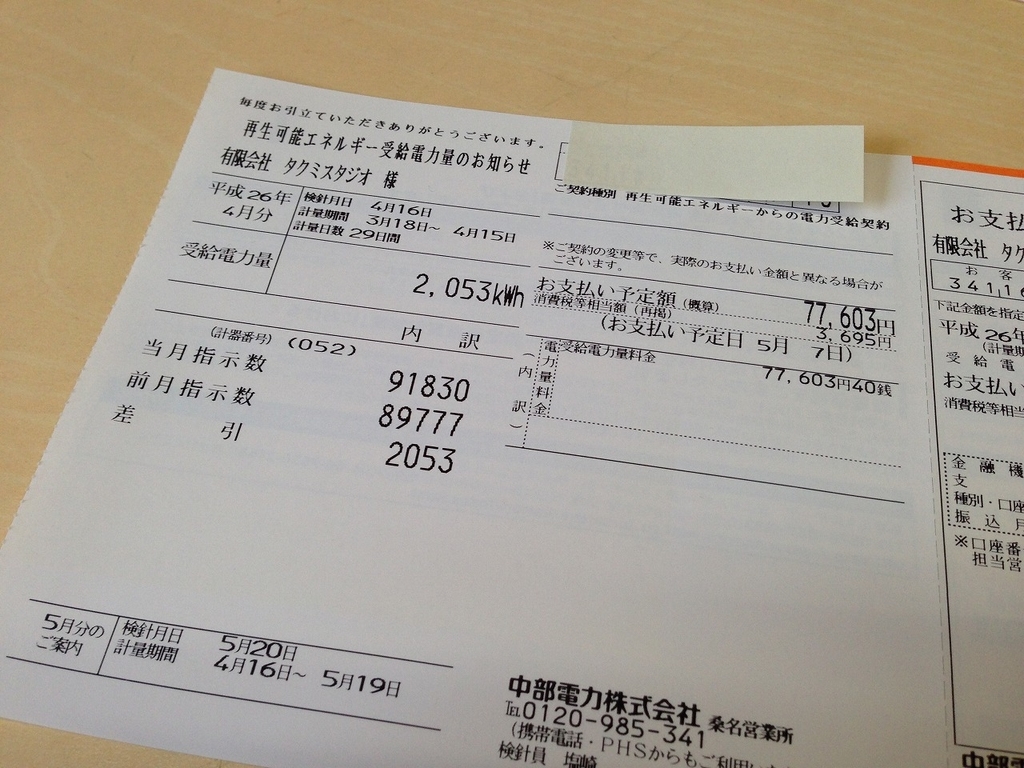 毎度お引立ていただきありがとうございます。
再生可能エネルギー受給電力量のお知らせ
有限会社 タクミスタジオ 様
平成26年
4月分
検針月日 4月16日
計量期間 3月18日～ 4月15日
計量日数 29日間
受給電力量
2,053kWh
(計器番号) (052) 内 訳
当月指示数 91830
前月指示数 89777
差 引 2053
ご契約種別 再生可能エネルギーからの電力受給契約
※ご契約の変更等で、実際のお支払い金額と異なる場合が
ございます。
お支払い予定額 (概算) 77,603円
消費税等相当額 (再掲) 3,695円
(お支払い予定日 5月 7日)
(内 訳)
電力量料金
受給電力量料金 77,603円40銭
5月分の
ご案内
検針月日 5月20日
計量期間 4月16日～ 5月19日
中部電力株式会社 桑名営業所
℡0120-985-341
(携帯電話・PHSからもご利用い
検針員 塩崎
お支払
有限会社 タク
お 客
341,16
下記金額を指定
平成 26年
(計量期
受 給 電
お支払い
消費税等相当
金 融 機
支
種別・口座
振 込 月
※口座番
担当営
中部電